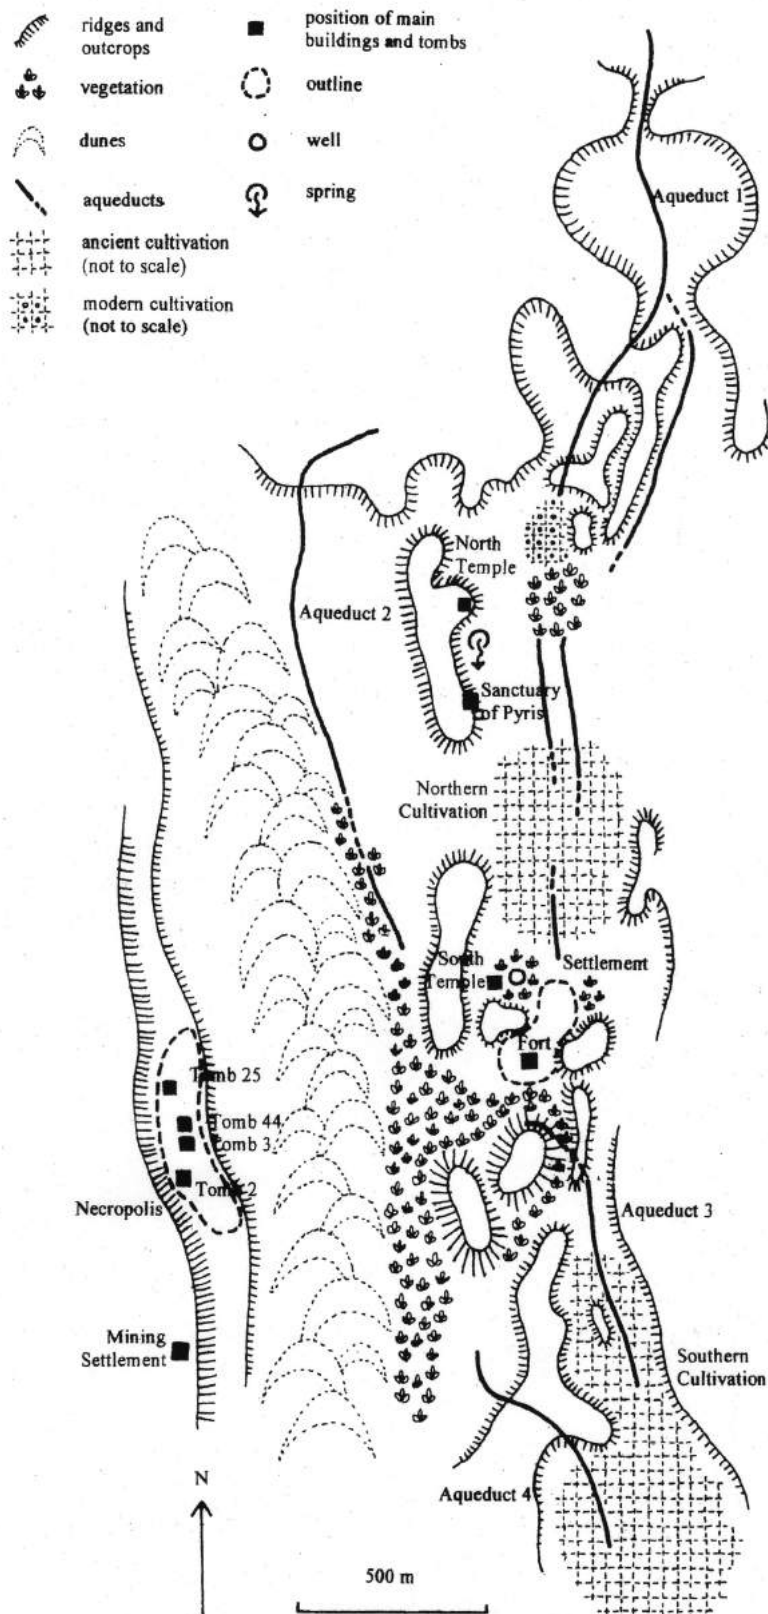 ridges and
outcrops
vegetation
dunes
aqueducts
ancient cultivation
(not to scale)
modern cultivation
(not to scale)
position of main
buildings and tombs
outline
well
spring
Aqueduct 1
North
Temple
Aqueduct 2
Sanctuary
of Pyris
Northern
Cultivation
South
Temple
Settlement
Fort
Tomb 25
Tomb 44
Tomb 3
Tomb 2
Necropolis
Aqueduct 3
Mining
Settlement
Southern
Cultivation
Aqueduct 4
N
500 m